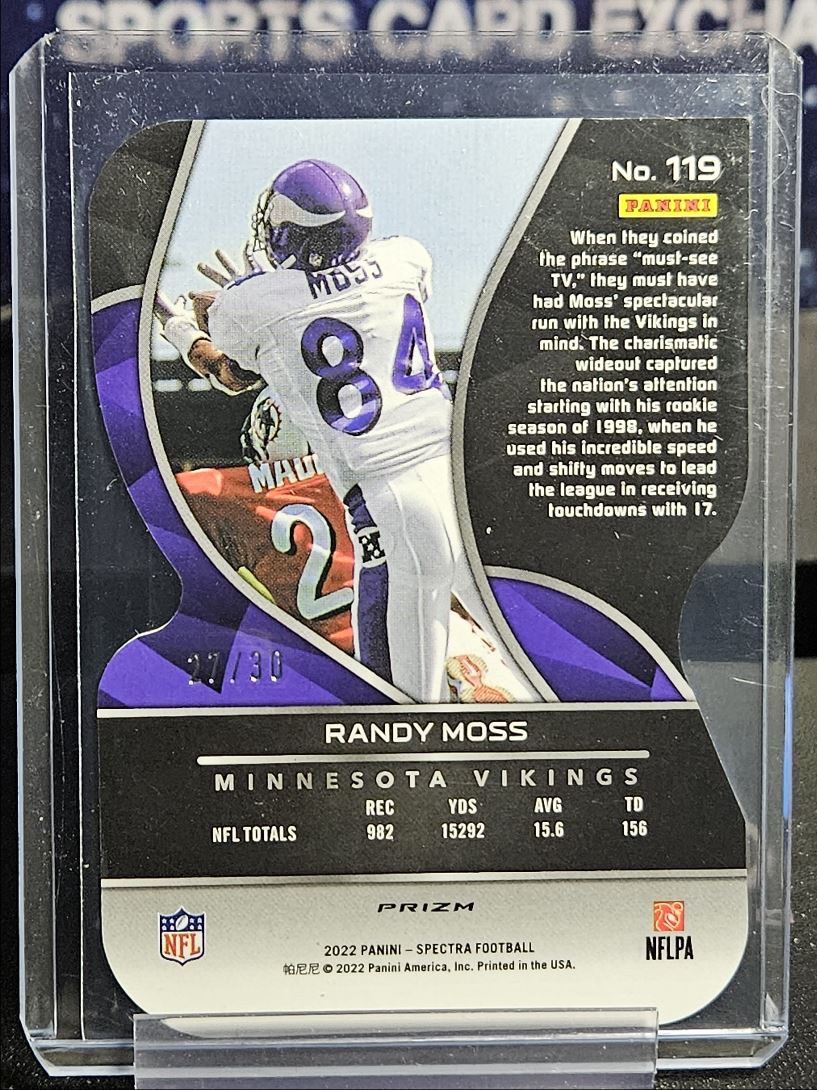 SPORTS CARD EXCHA
No. 119
PANINI
When they coined
the phrase "must-see
TV," they must have
had Moss' spectacular
run with the Vikings in
mind. The charismatic
wideout captured
the nation's attention
starting with his rookie
season of 1998, when he
used his incredible speed
and shifty moves to lead
the league in receiving
touchdowns with 17.
MOSS
84
MAD
2
27/30
RANDY MOSS
MINNESOTA VIKINGS
REC YDS AVG TD
NFL TOTALS 982 15292 15.6 156
PRIZM
NFL
NFLPA
2022 PANINI – SPECTRA FOOTBALL
帕尼尼 © 2022 Panini America, Inc. Printed in the USA.